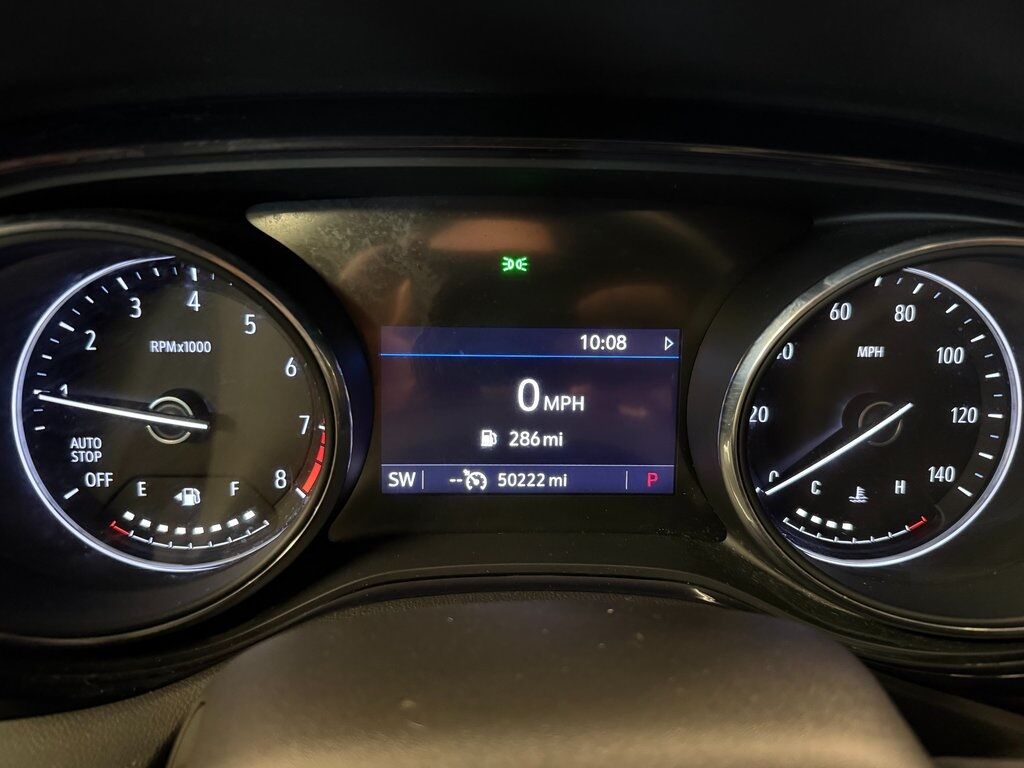 1
2
3
4
5
6
7
8
RPMx1000
AUTO
STOP
OFF
E
F
10:08
0 MPH
286 mi
SW
-- 50222 mi
P
20
60
80
100
120
140
MPH
C
H